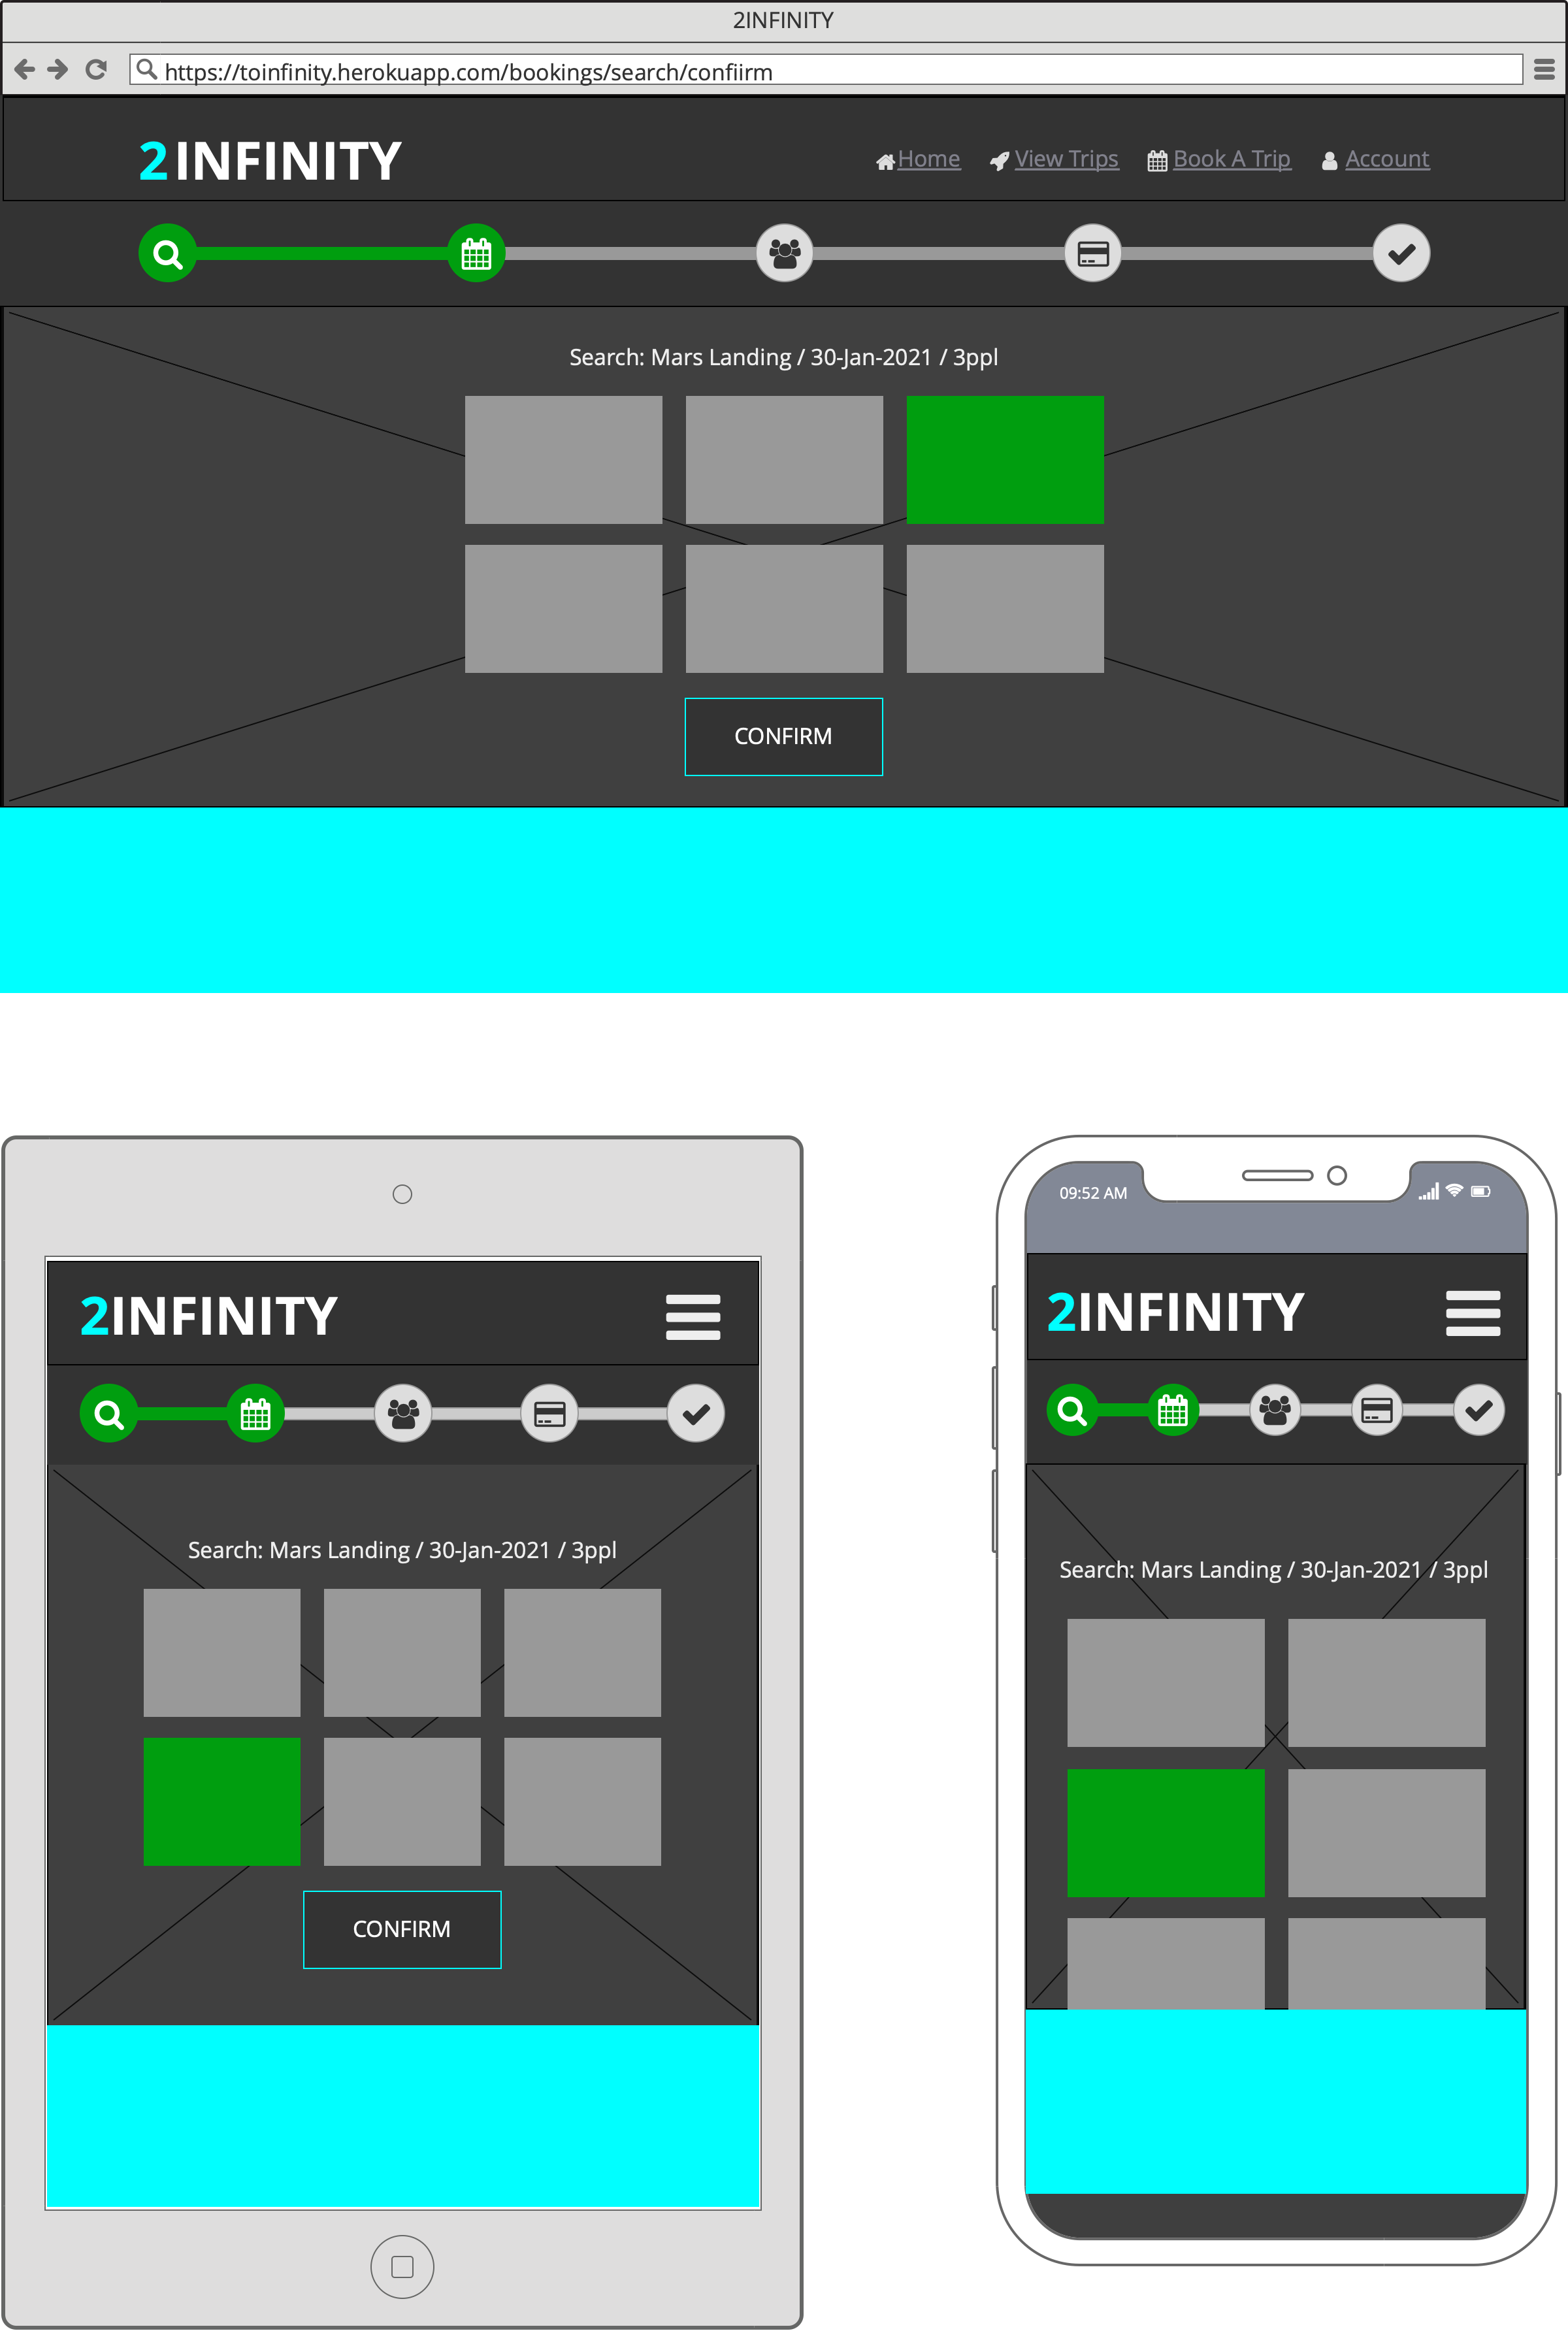 2INFINITY
https://toinfinity.herokuapp.com/bookings/search/confiirm
2INFINITY Home View Trips Book A Trip Account
Search: Mars Landing / 30-Jan-2021 / 3ppl
CONFIRM
2INFINITY
Search: Mars Landing / 30-Jan-2021 / 3ppl
CONFIRM
09:52 AM
2INFINITY
Search: Mars Landing / 30-Jan-2021 / 3ppl